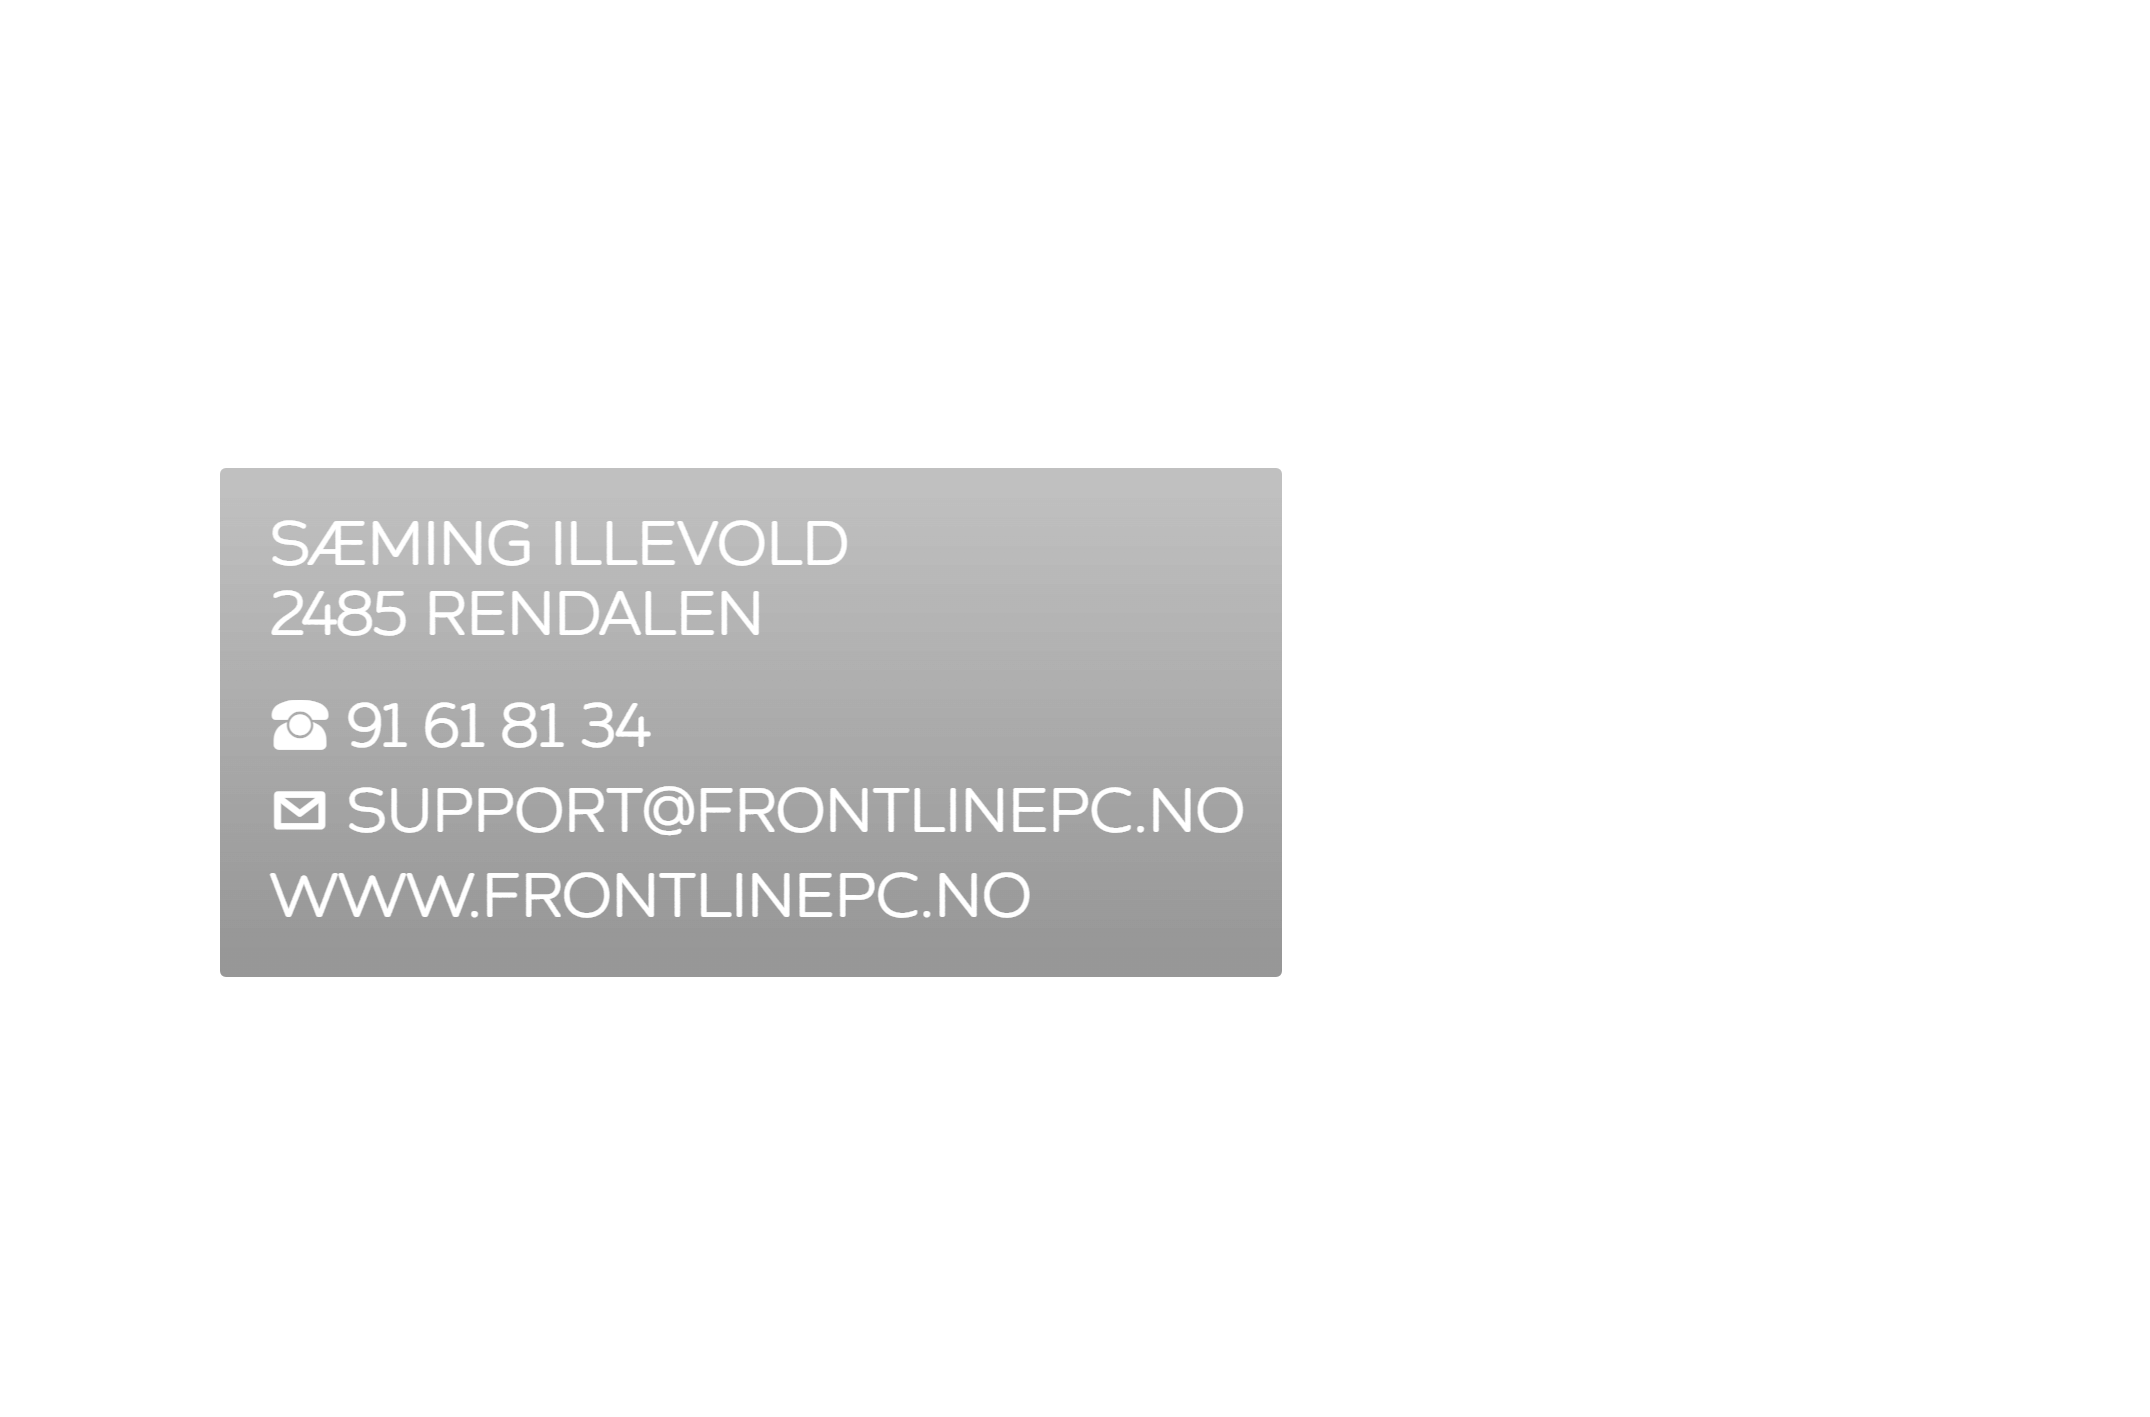 SÆMING ILLEVOLD
2485 RENDALEN
91 61 81 34
SUPPORT@FRONTLINEPC.NO
WWW.FRONTLINEPC.NO